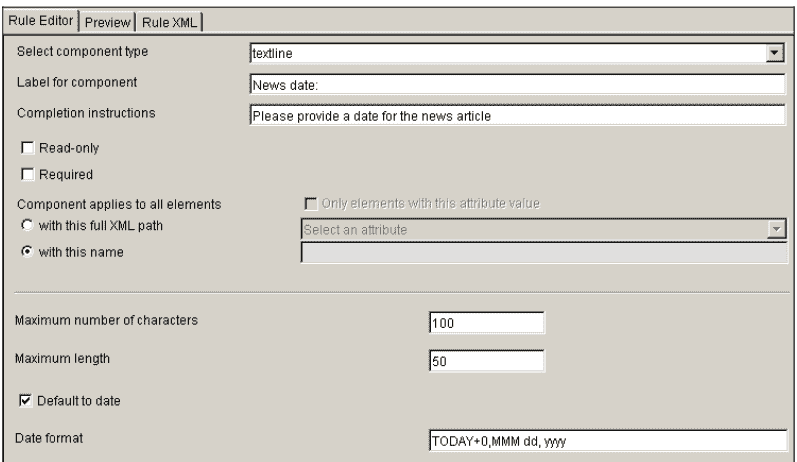 Rule Editor Preview Rule XML
Select component type textline
Label for component News date:
Completion instructions Please provide a date for the news article
Read-only
Required
Component applies to all elements Only elements with this attribute value
with this full XML path Select an attribute
with this name
Maximum number of characters 100
Maximum length 50
Default to date
Date format TODAY+0,MMM dd, yyyy